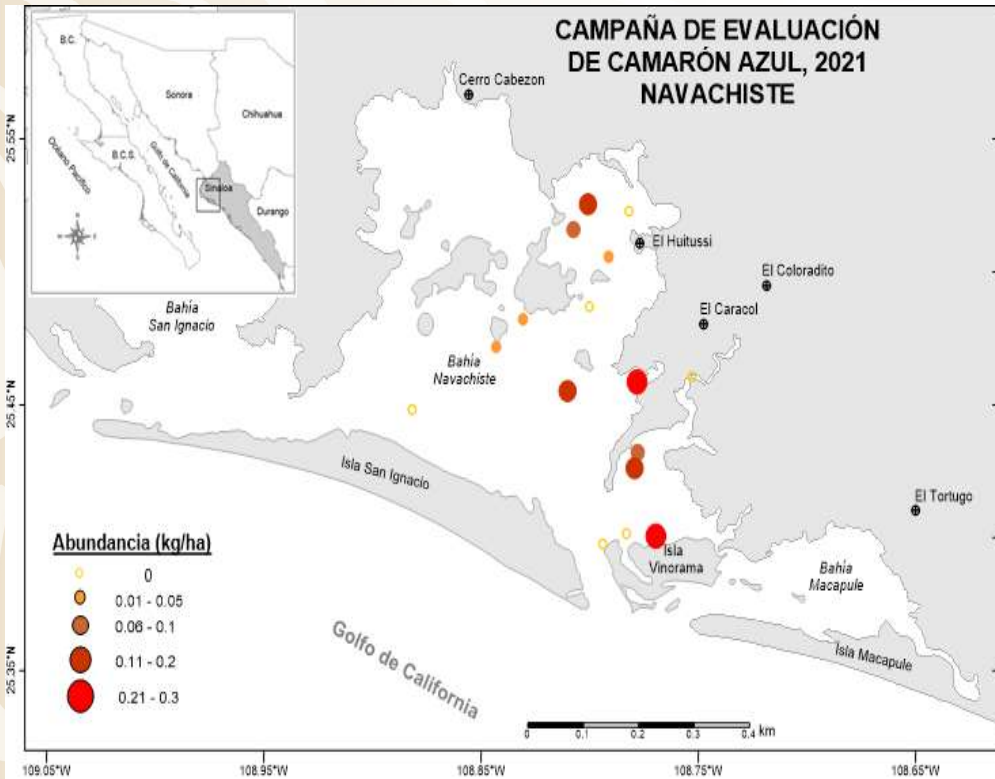 CAMPAÑA DE EVALUACIÓN
DE CAMARÓN AZUL, 2021
NAVACHISTE
B.C.
Sonora
Chihuahua
Océano Pacifico
B.C.S.
Golfo de California
Sinaloa
Durango
N
E
S
Cerro Cabezon
El Huitussi
El Coloradito
El Caracol
El Tortugo
Bahía
San Ignacio
Bahía
Navachiste
Isla San Ignacio
Isla
Vinorama
Bahía
Macapule
Isla Macapule
Golfo de California
Abundancia (kg/ha)
0
0.01 - 0.05
0.06 - 0.1
0.11 - 0.2
0.21 - 0.3
0 0.1 0.2 0.3 0.4 km
25.55°N
25.45°N
25.35°N
109.05°W 108.95°W 108.85°W 108.75°W 108.65°W